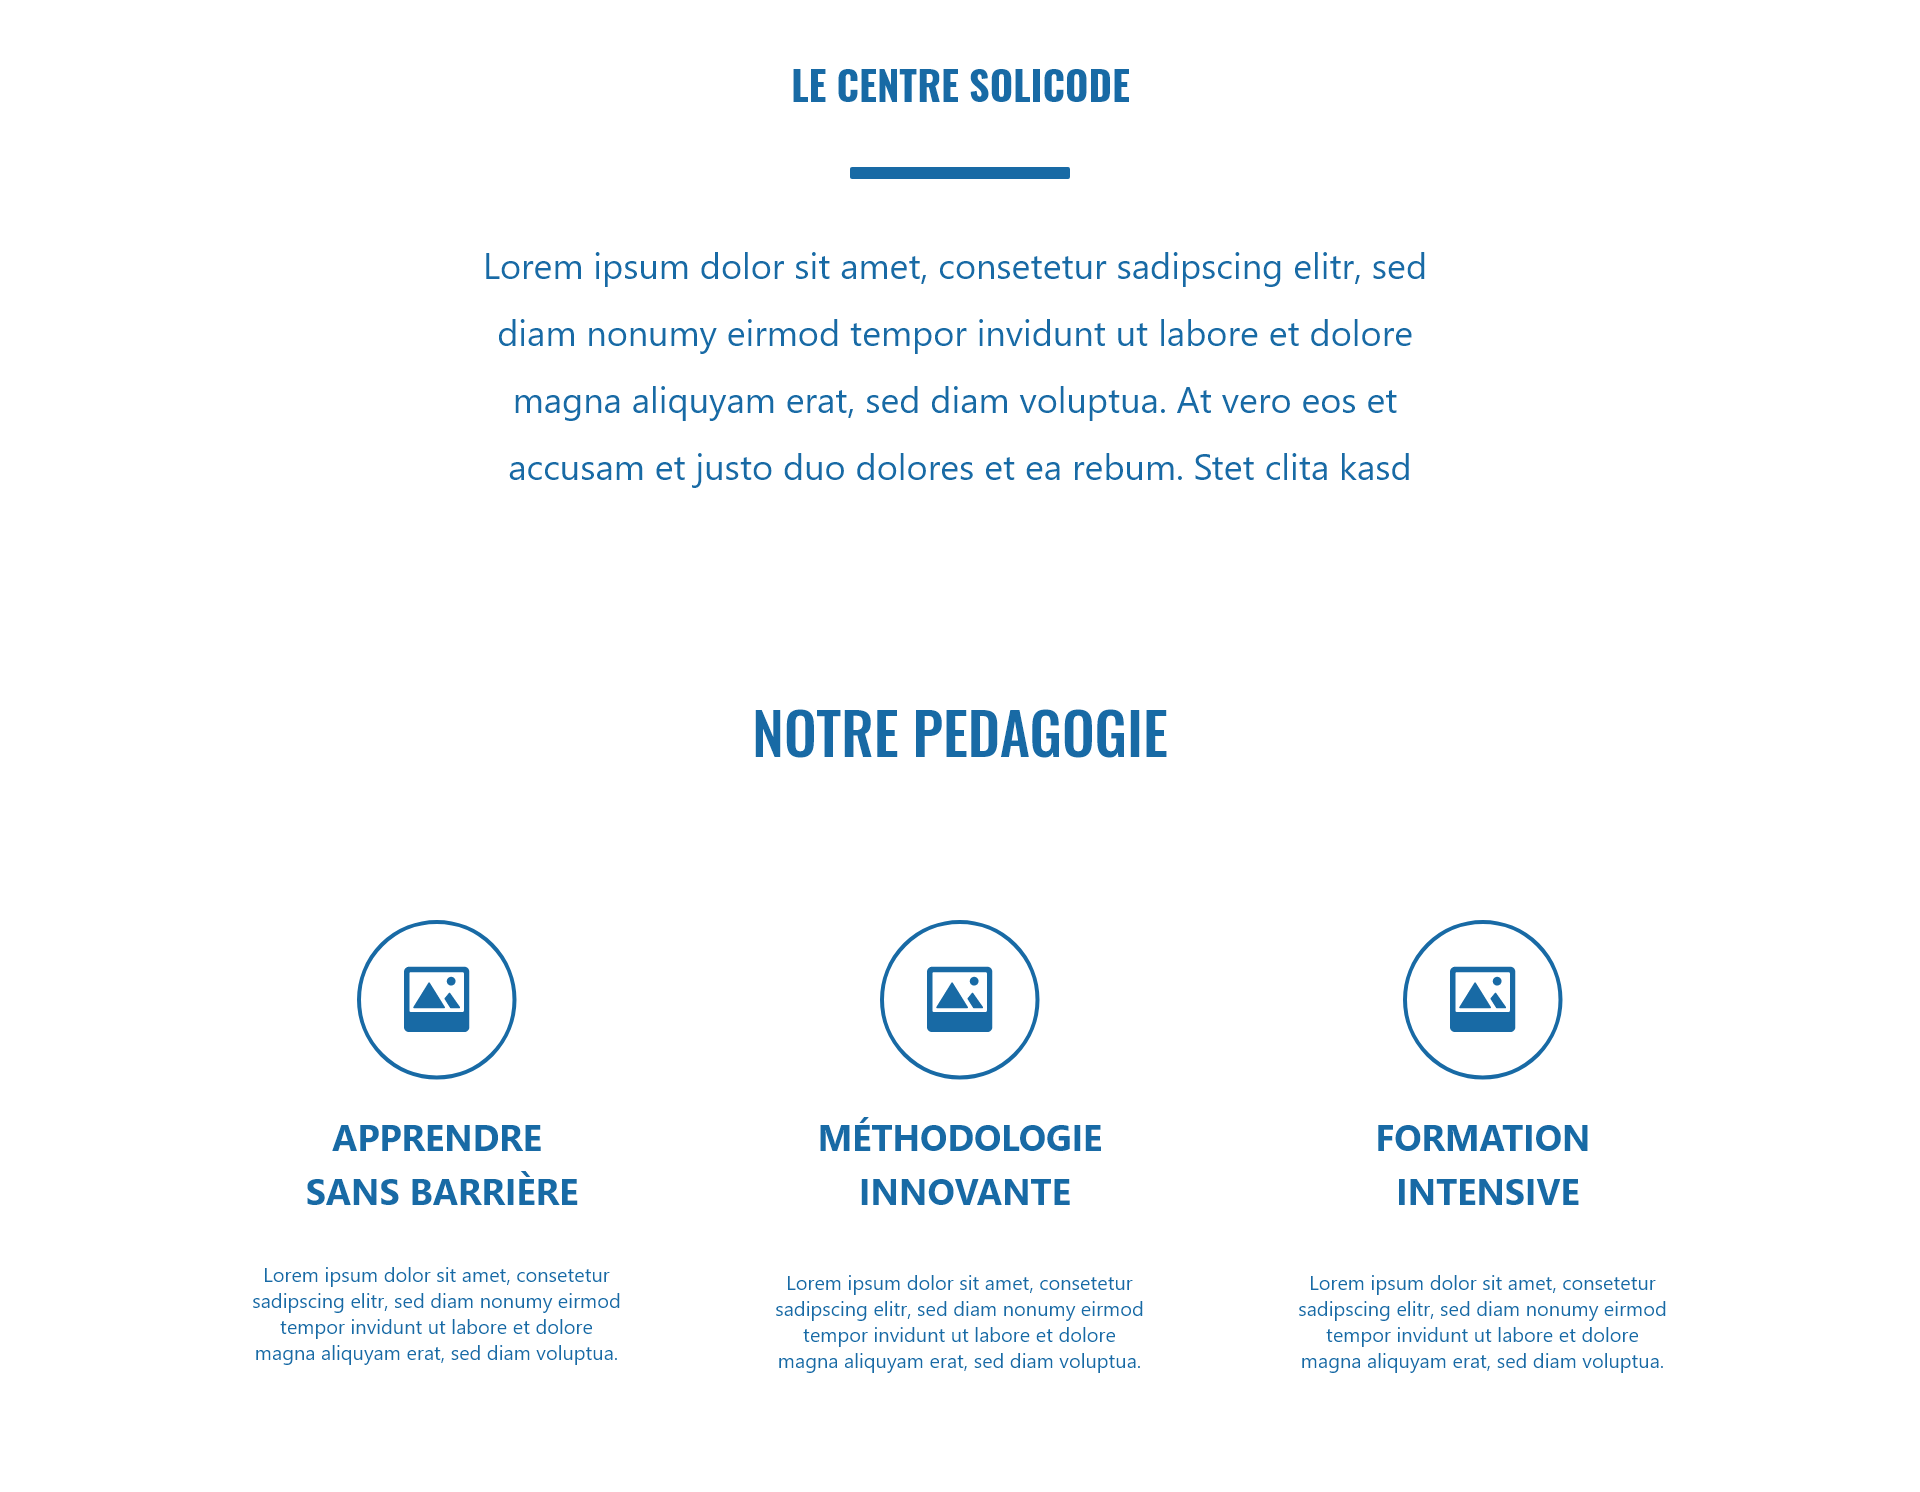 LE CENTRE SOLICODE
Lorem ipsum dolor sit amet, consetetur sadipscing elitr, sed
diam nonumy eirmod tempor invidunt ut labore et dolore
magna aliquyam erat, sed diam voluptua. At vero eos et
accusam et justo duo dolores et ea rebum. Stet clita kasd
NOTRE PEDAGOGIE
APPRENDRE
SANS BARRIÈRE
Lorem ipsum dolor sit amet, consetetur
sadipscing elitr, sed diam nonumy eirmod
tempor invidunt ut labore et dolore
magna aliquyam erat, sed diam voluptua.
MÉTHODOLOGIE
INNOVANTE
Lorem ipsum dolor sit amet, consetetur
sadipscing elitr, sed diam nonumy eirmod
tempor invidunt ut labore et dolore
magna aliquyam erat, sed diam voluptua.
FORMATION
INTENSIVE
Lorem ipsum dolor sit amet, consetetur
sadipscing elitr, sed diam nonumy eirmod
tempor invidunt ut labore et dolore
magna aliquyam erat, sed diam voluptua.